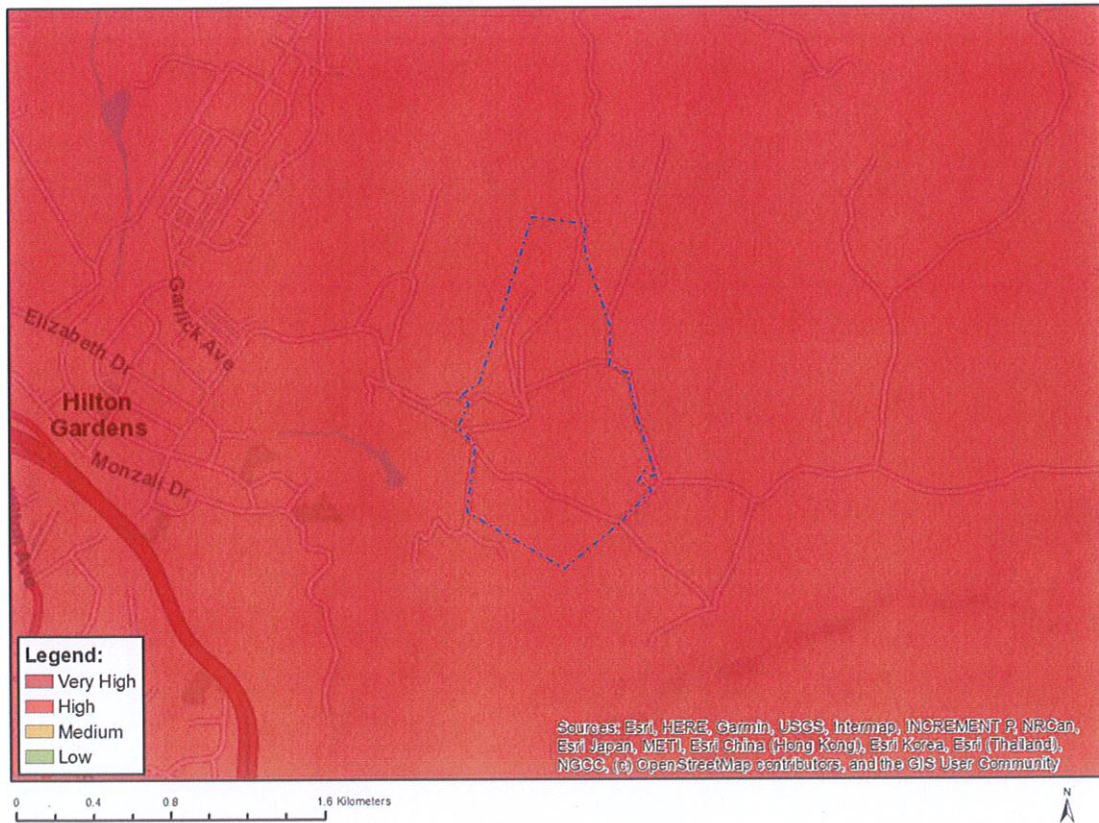 Garlick Ave
Elizabeth Dr
Hilton
Gardens
Monzali Dr
Ave
Legend:
Very High
High
Medium
Low
Sources: Esri, HERE, Garmin, USGS, Intermap, INCREMENT P, NRCan,
Esri Japan, METI, Esri China (Hong Kong), Esri Korea, Esri (Thailand),
NGCC, (c) OpenStreetMap contributors, and the GIS User Community
0 0.4 0.8 1.6 Kilometers
N